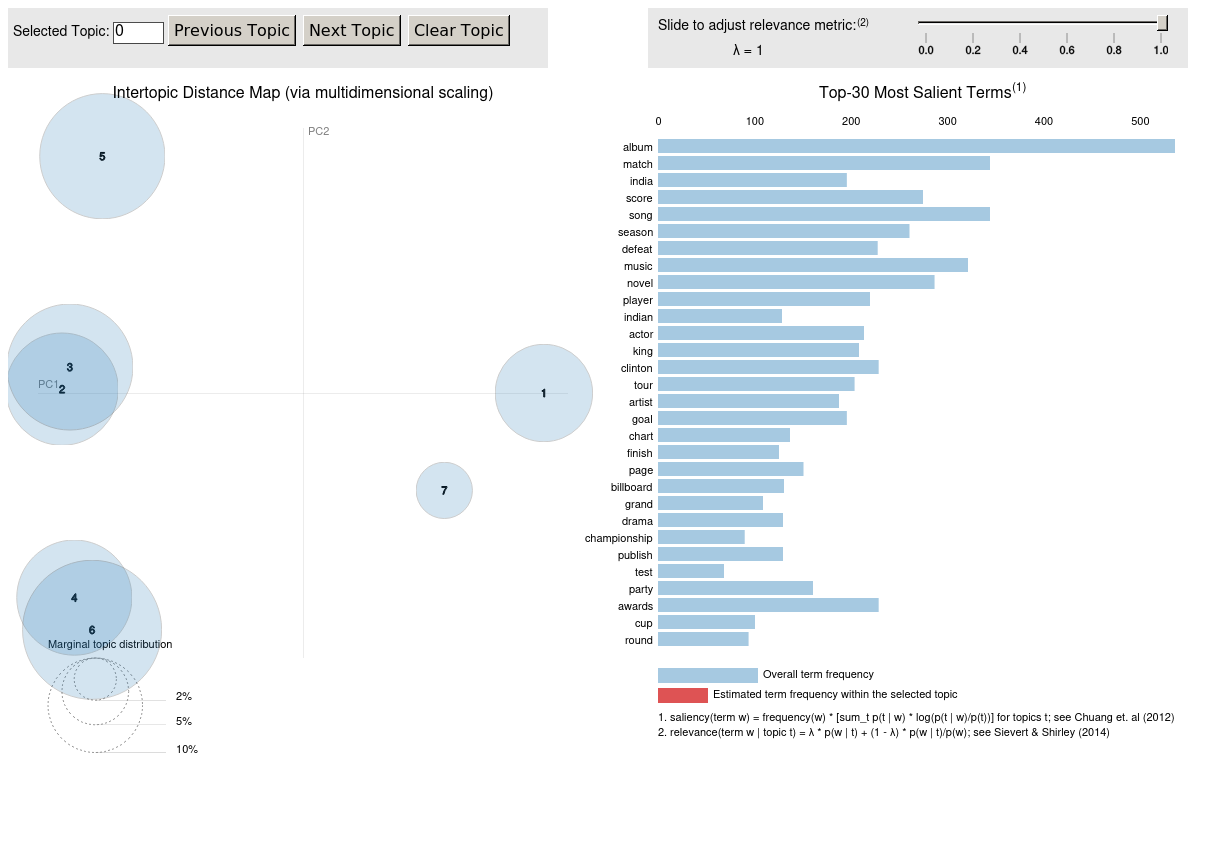 Selected Topic: 0 Previous Topic Next Topic Clear Topic
Slide to adjust relevance metric:(2)
λ = 1
0.0 0.2 0.4 0.6 0.8 1.0
Intertopic Distance Map (via multidimensional scaling)
PC2
5
3
PC1
2
1
7
4
6
Marginal topic distribution
2%
5%
10%
Top-30 Most Salient Terms(1)
0 100 200 300 400 500
album
match
india
score
song
season
defeat
music
novel
player
indian
actor
king
clinton
tour
artist
goal
chart
finish
page
billboard
grand
drama
championship
publish
test
party
awards
cup
round
Overall term frequency
Estimated term frequency within the selected topic
1. saliency(term w) = frequency(w) * [sum_t p(t | w) * log(p(t | w)/p(t))] for topics t; see Chuang et. al (2012)
2. relevance(term w | topic t) = λ * p(w | t) + (1 - λ) * p(w | t)/p(w); see Sievert & Shirley (2014)